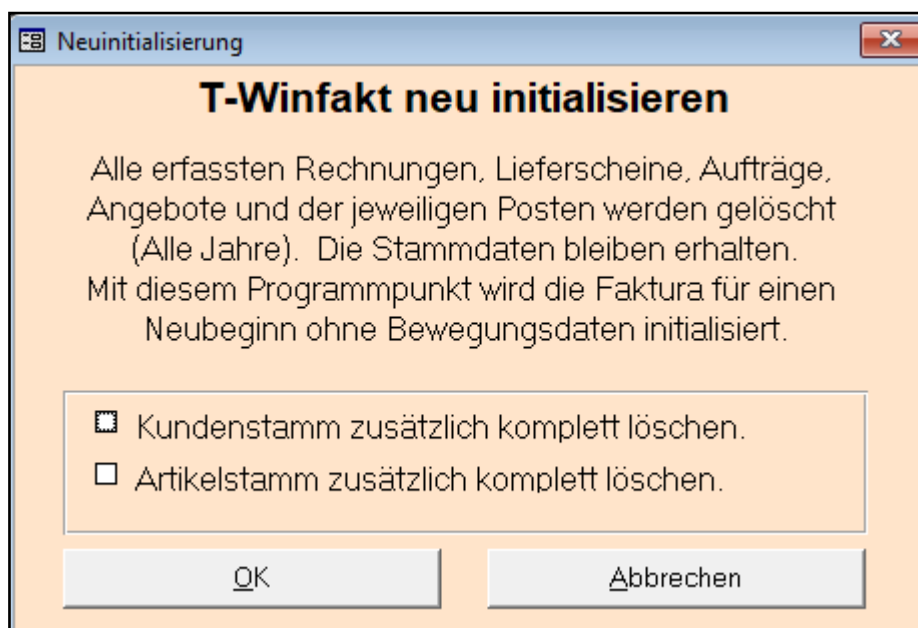 Neuinitialisierung
T-Winfakt neu initialisieren
Alle erfassten Rechnungen, Lieferscheine, Aufträge,
Angebote und der jeweiligen Posten werden gelöscht
(Alle Jahre).  Die Stammdaten bleiben erhalten.
Mit diesem Programmpunkt wird die Faktura für einen
Neubeginn ohne Bewegungsdaten initialisiert.
Kundenstamm zusätzlich komplett löschen.
Artikelstamm zusätzlich komplett löschen.
OK
Abbrechen